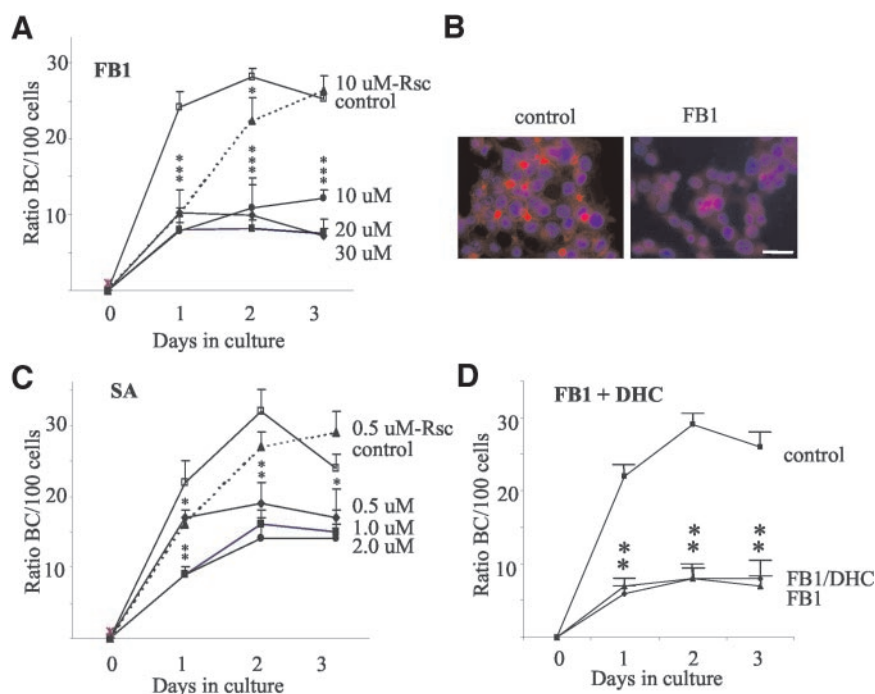 A
FB1
Ratio BC/100 cells
30
20
10
10 uM-Rsc
control
*
***
***
***
10 uM
20 uM
30 uM
0 1 2 3
Days in culture
B
control FB1
C
SA
Ratio BC/100 cells
30
20
10
0.5 uM-Rsc
control
*
**
*
**
0.5 uM
1.0 uM
2.0 uM
0 1 2 3
Days in culture
D
FB1 + DHC
Ratio BC/100 cells
30
20
10
control
** ** **
FB1/DHC
FB1
0 1 2 3
Days in culture